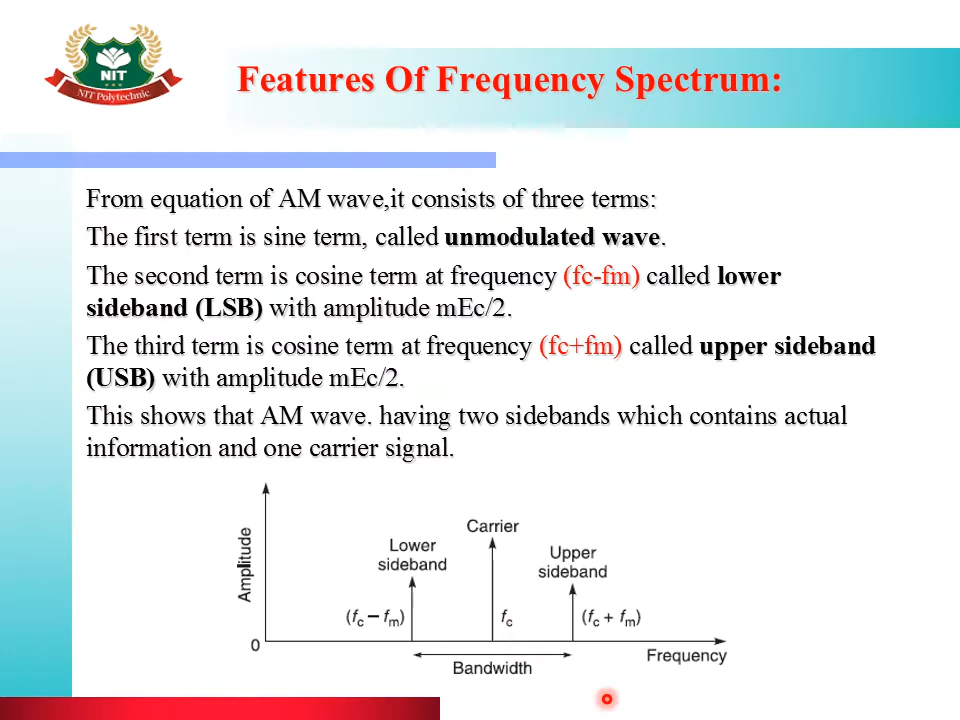 NIT
NIT Polytechnic
Features Of Frequency Spectrum:
From equation of AM wave,it consists of three terms:
The first term is sine term, called unmodulated wave.
The second term is cosine term at frequency (fc-fm) called lower
sideband (LSB) with amplitude mEc/2.
The third term is cosine term at frequency (fc+fm) called upper sideband
(USB) with amplitude mEc/2.
This shows that AM wave. having two sidebands which contains actual
information and one carrier signal.
Amplitude
Lower
sideband
Carrier
Upper
sideband
(fc – fm)
fc
(fc + fm)
0
Frequency
Bandwidth